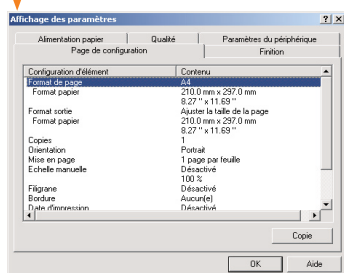 Affichage des paramètres
Alimentation papier Qualité Paramètres du périphérique
Page de configuration Finition
Configuration d'élément Contenu
Format de page A4
Format papier 210.0 mm x 297.0 mm
8.27 " x 11.69 "
Format sortie Ajuster la taille de la page
Format papier 210.0 mm x 297.0 mm
8.27 " x 11.69 "
Copies 1
Orientation Portrait
Mise en page 1 page par feuille
Echelle manuelle Désactivé
100 %
Filigrane Désactivé
Bordure Aucun(e)
Date d'impression Désactivé
Copie
OK Aide